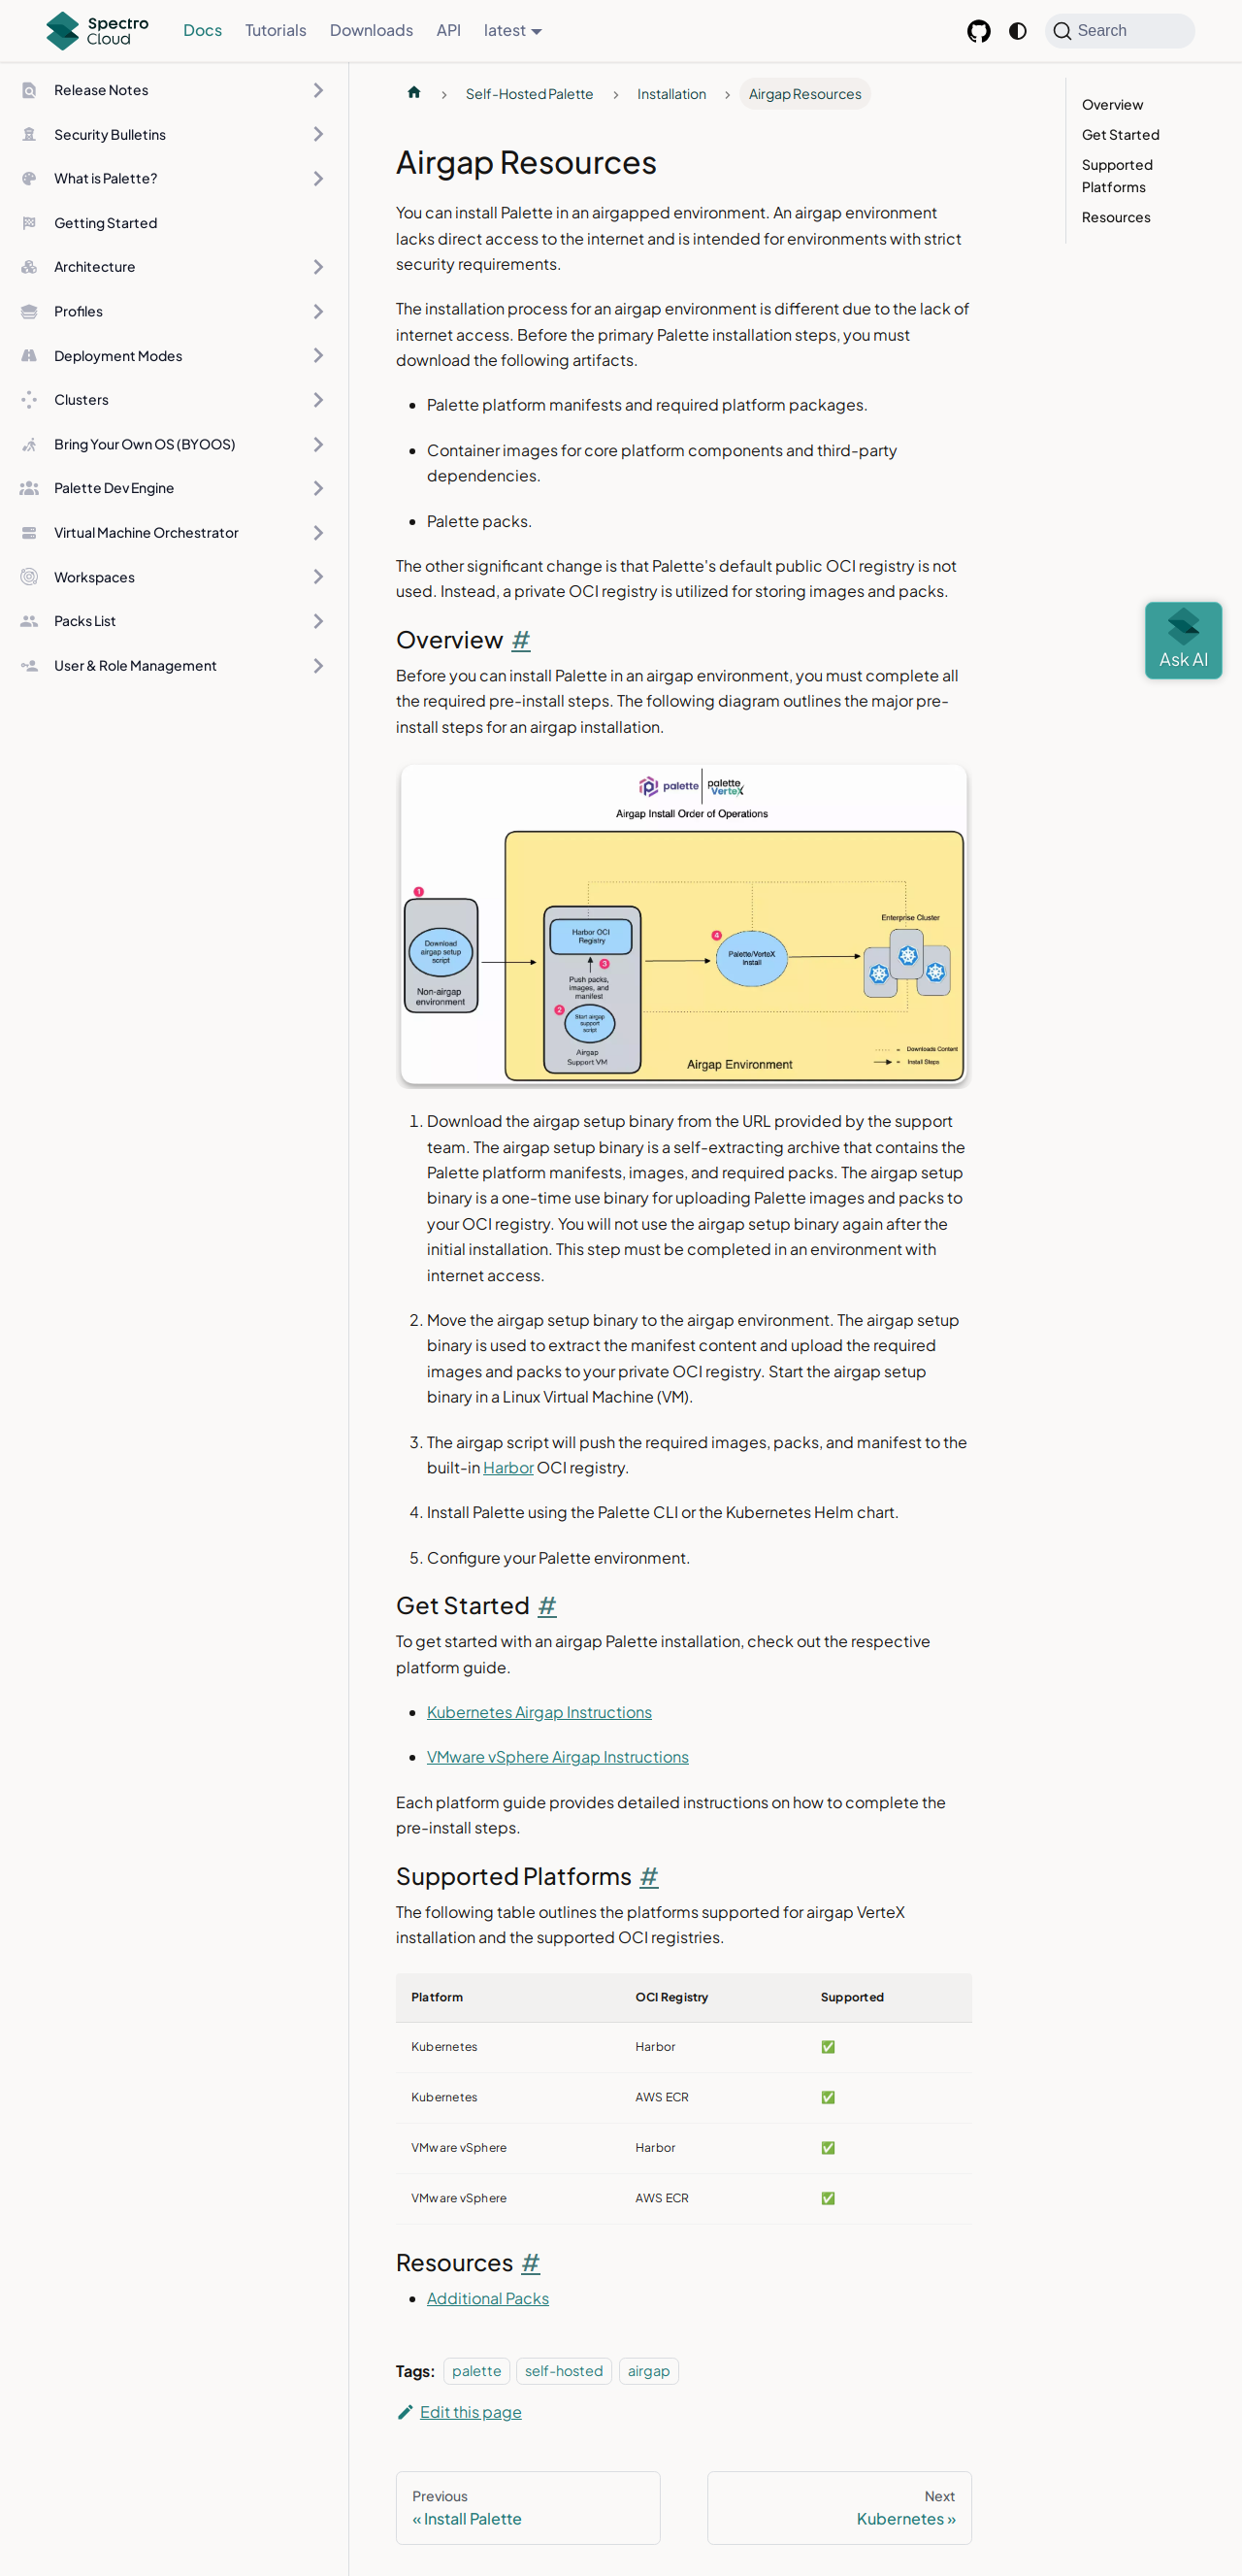 Spectro
Cloud
Docs
Tutorials
Downloads
API
latest
Search
Release Notes
Security Bulletins
What is Palette?
Getting Started
Architecture
Profiles
Deployment Modes
Clusters
Bring Your Own OS (BYOOS)
Palette Dev Engine
Virtual Machine Orchestrator
Workspaces
Packs List
User & Role Management
Self-Hosted Palette
Installation
Airgap Resources
Airgap Resources
You can install Palette in an airgapped environment. An airgap environment
lacks direct access to the internet and is intended for environments with strict
security requirements.
The installation process for an airgap environment is different due to the lack of
internet access. Before the primary Palette installation steps, you must
download the following artifacts.
• Palette platform manifests and required platform packages.
• Container images for core platform components and third-party
dependencies.
• Palette packs.
The other significant change is that Palette's default public OCI registry is not
used. Instead, a private OCI registry is utilized for storing images and packs.
Overview #
Before you can install Palette in an airgap environment, you must complete all
the required pre-install steps. The following diagram outlines the major pre-
install steps for an airgap installation.
palette
palette
VerteX
Airgap Install Order of Operations
1
Download
airgap setup
script
Non-airgap
environment
Harbor OCI
Registry
3
Push packs,
images, and
manifest
2
Start airgap
support
script
Airgap
Support VM
4
Palette/VerteX
Install
Enterprise Cluster
= Downloads Content
= Install Steps
Airgap Environment
1. Download the airgap setup binary from the URL provided by the support
team. The airgap setup binary is a self-extracting archive that contains the
Palette platform manifests, images, and required packs. The airgap setup
binary is a one-time use binary for uploading Palette images and packs to
your OCI registry. You will not use the airgap setup binary again after the
initial installation. This step must be completed in an environment with
internet access.
2. Move the airgap setup binary to the airgap environment. The airgap setup
binary is used to extract the manifest content and upload the required
images and packs to your private OCI registry. Start the airgap setup
binary in a Linux Virtual Machine (VM).
3. The airgap script will push the required images, packs, and manifest to the
built-in Harbor OCI registry.
4. Install Palette using the Palette CLI or the Kubernetes Helm chart.
5. Configure your Palette environment.
Get Started #
To get started with an airgap Palette installation, check out the respective
platform guide.
• Kubernetes Airgap Instructions
• VMware vSphere Airgap Instructions
Each platform guide provides detailed instructions on how to complete the
pre-install steps.
Supported Platforms #
The following table outlines the platforms supported for airgap VerteX
installation and the supported OCI registries.
Platform OCI Registry Supported
Kubernetes Harbor ✅
Kubernetes AWS ECR ✅
VMware vSphere Harbor ✅
VMware vSphere AWS ECR ✅
Resources #
• Additional Packs
Tags: palette self-hosted airgap
Edit this page
Previous
« Install Palette
Next
Kubernetes »
Overview
Get Started
Supported
Platforms
Resources
Ask AI